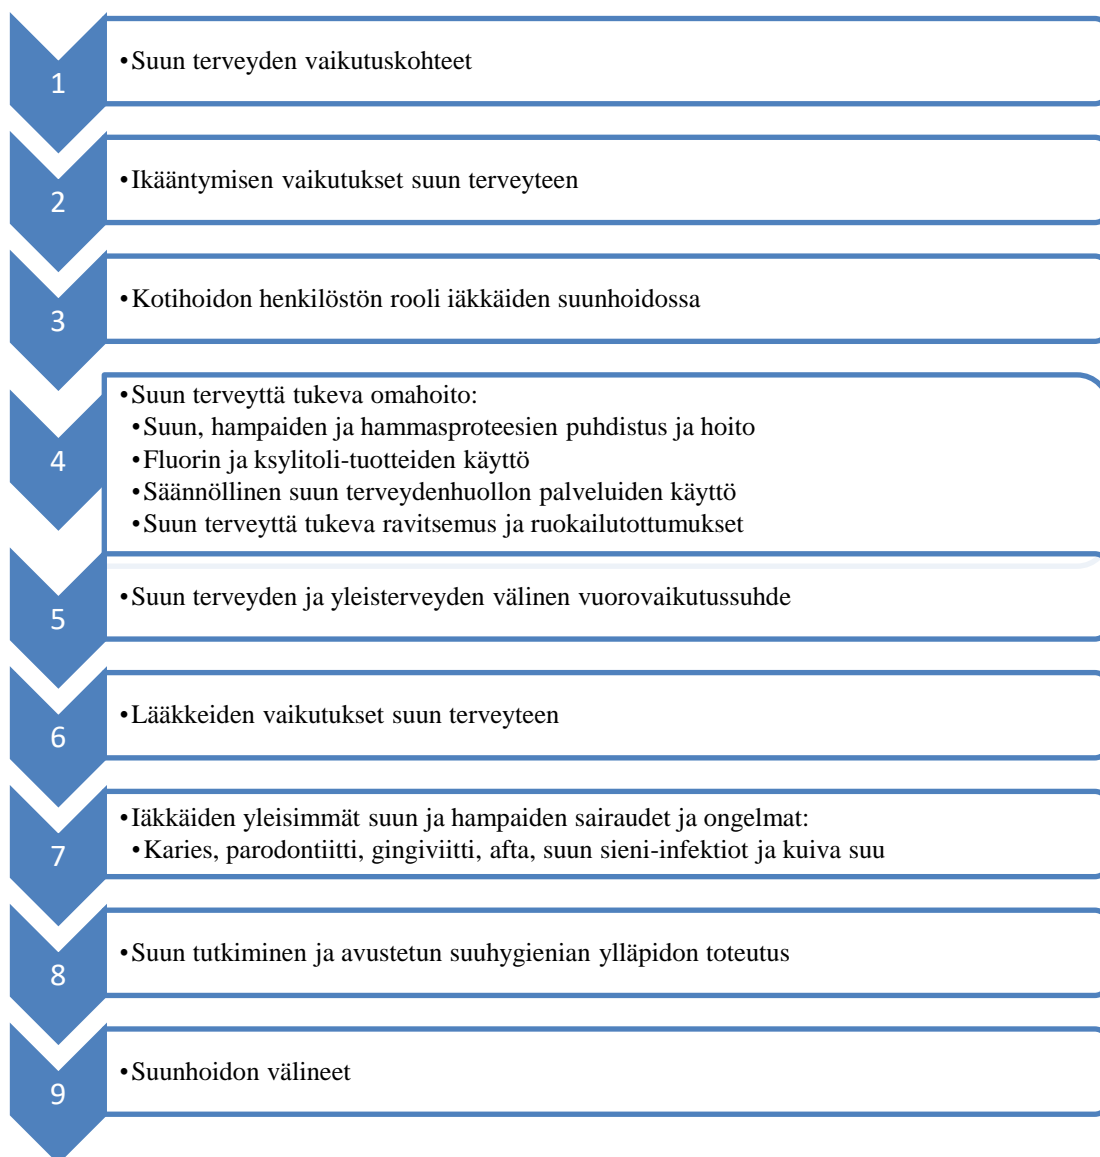 1
•Suun terveyden vaikutuskohteet
2
•Ikääntymisen vaikutukset suun terveyteen
3
•Kotihoidon henkilöstön rooli iäkkäiden suunhoidossa
4
•Suun terveyttä tukeva omahoito:
•Suun, hampaiden ja hammasproteesien puhdistus ja hoito
•Fluorin ja ksylitoli-tuotteiden käyttö
•Säännöllinen suun terveydenhuollon palveluiden käyttö
•Suun terveyttä tukeva ravitsemus ja ruokailutottumukset
5
•Suun terveyden ja yleisterveyden välinen vuorovaikutussuhde
6
•Lääkkeiden vaikutukset suun terveyteen
7
•Iäkkäiden yleisimmät suun ja hampaiden sairaudet ja ongelmat:
•Karies, parodontiitti, gingiviitti, afta, suun sieni-infektiot ja kuiva suu
8
•Suun tutkiminen ja avustetun suuhygienian ylläpidon toteutus
9
•Suunhoidon välineet